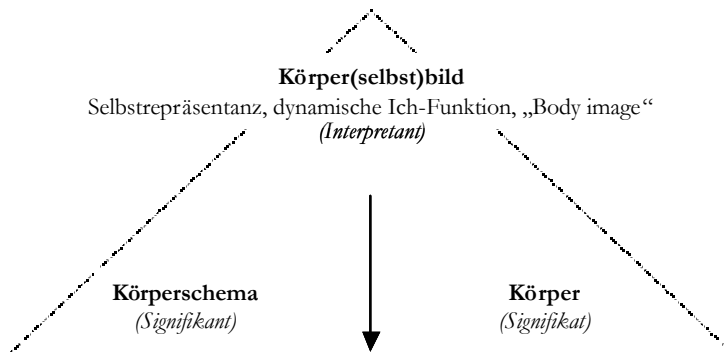 Körper(selbst)bild
Selbstrepräsentanz, dynamische Ich-Funktion, „Body image“
(Interpretant)
Körperschema
Körper
(Signifikant)
(Signifikat)